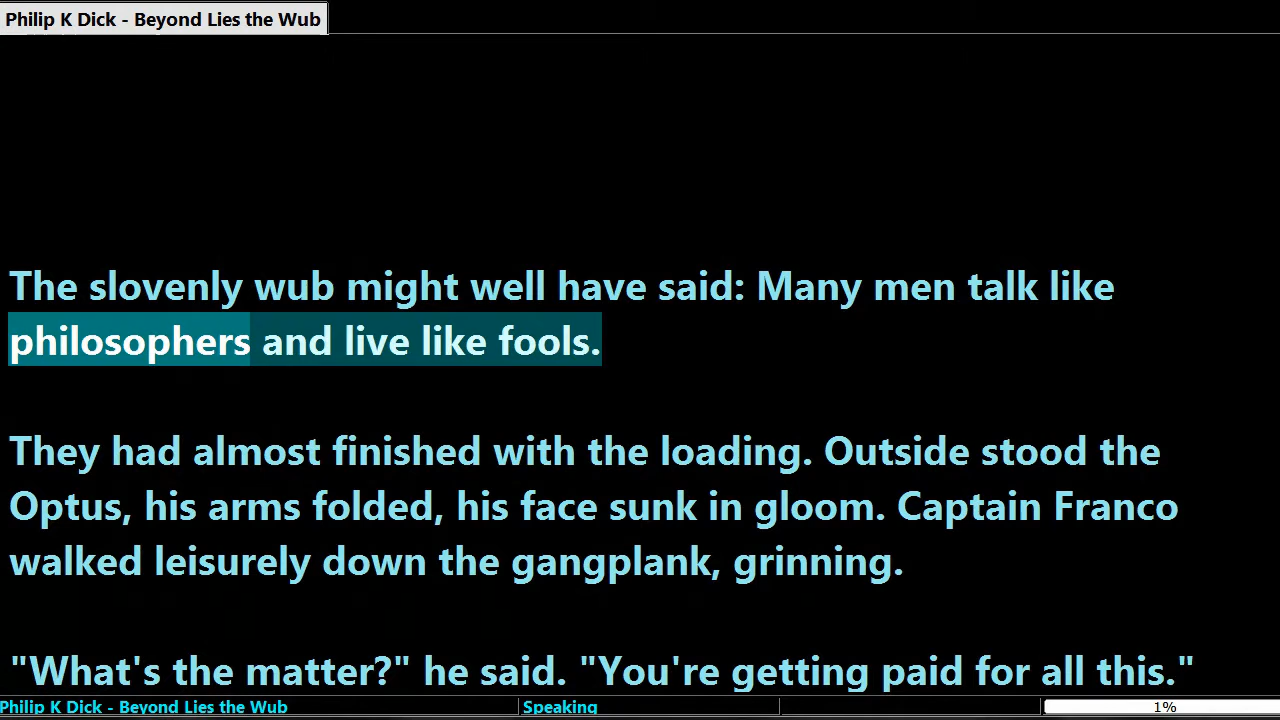 Philip K Dick - Beyond Lies the Wub
The slovenly wub might well have said: Many men talk like
philosophers and live like fools.
They had almost finished with the loading. Outside stood the
Optus, his arms folded, his face sunk in gloom. Captain Franco
walked leisurely down the gangplank, grinning.
"What's the matter?" he said. "You're getting paid for all this."
Philip K Dick - Beyond Lies the Wub Speaking 1%